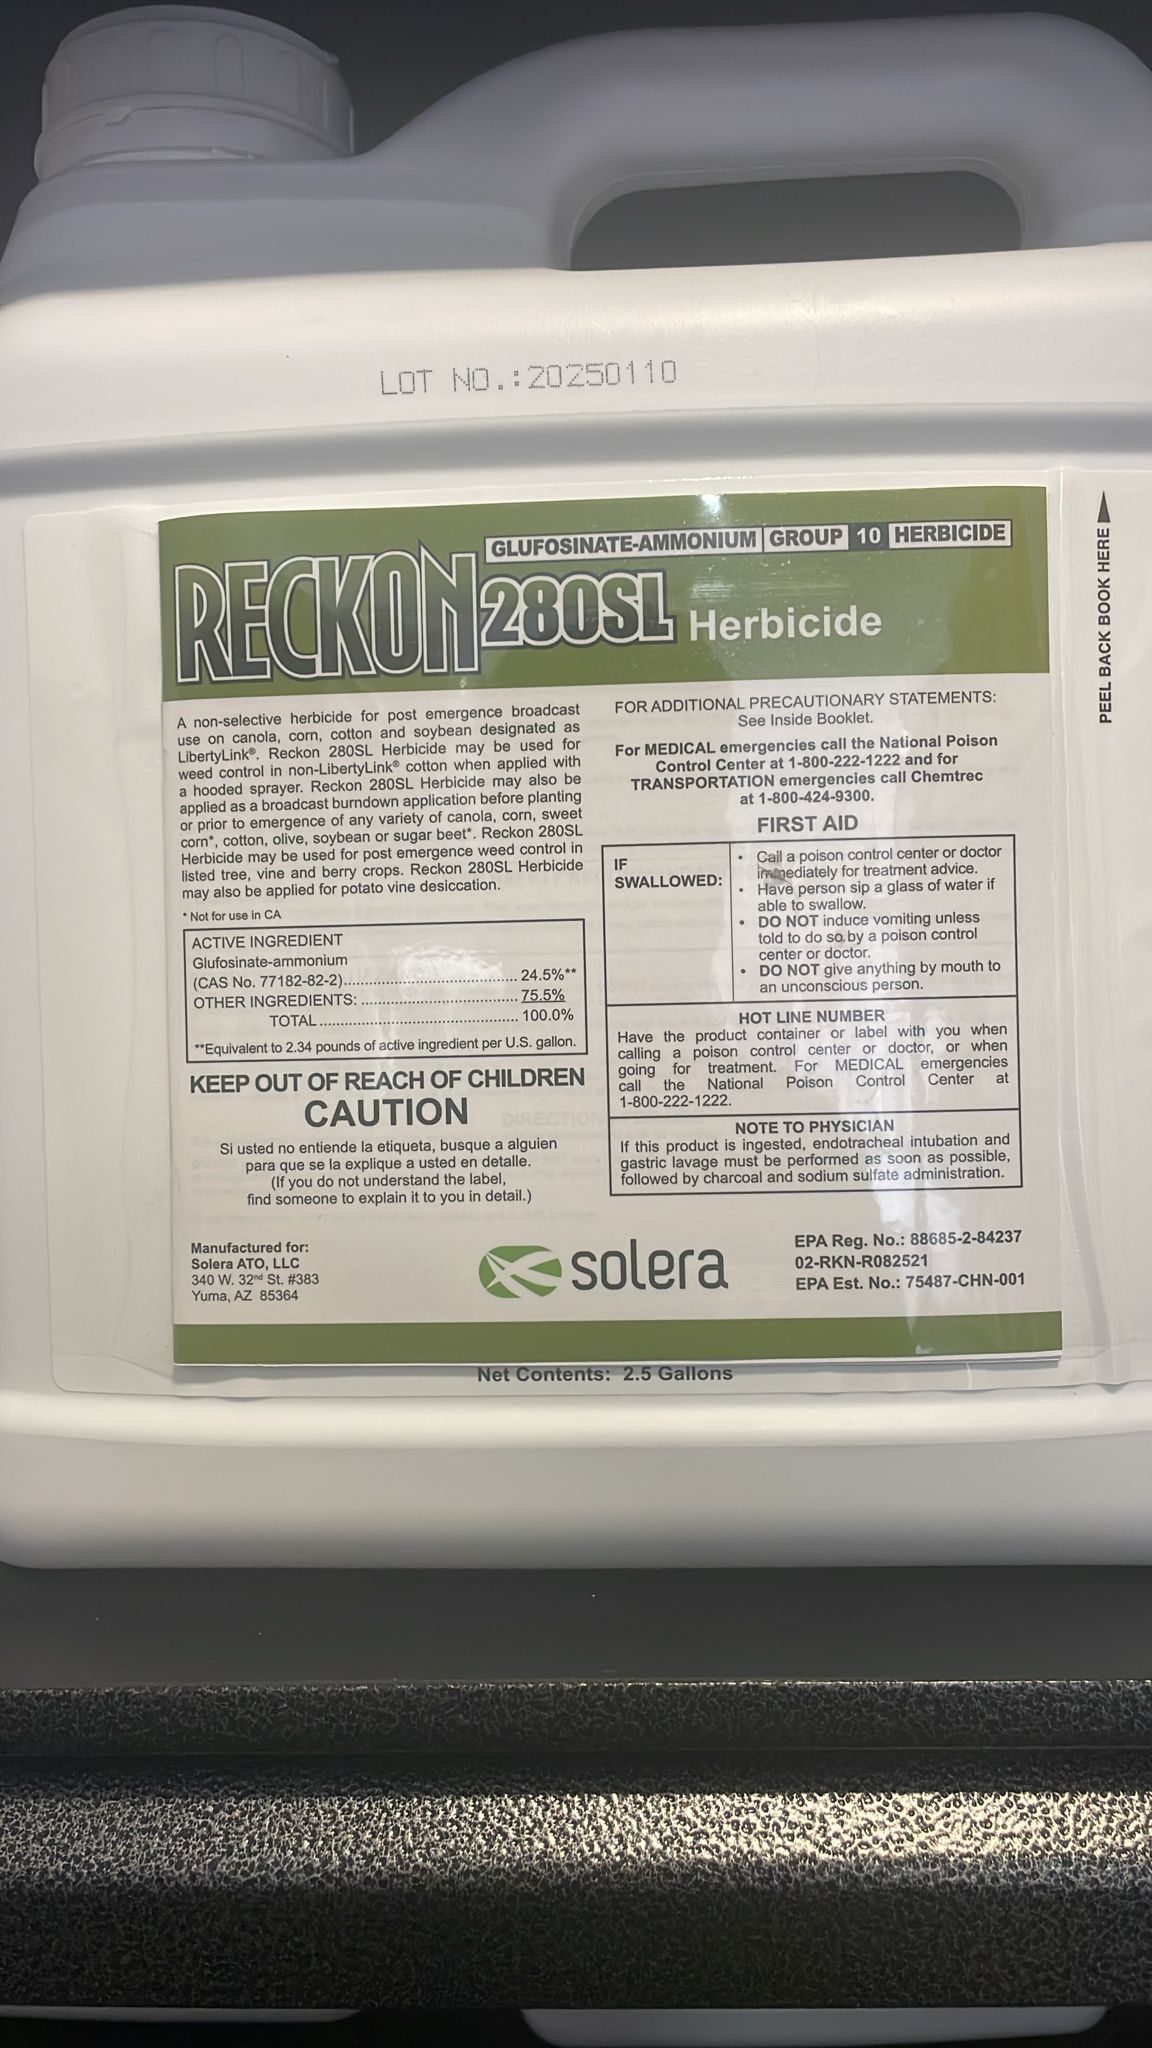 LOT NO.:20250110
PEEL BACK BOOK HERE
GLUFOSINATE-AMMONIUM GROUP 10 HERBICIDE
RECKON 280SL Herbicide
A non-selective herbicide for post emergence broadcast
use on canola, corn, cotton and soybean designated as
LibertyLink®. Reckon 280SL Herbicide may be used for
weed control in non-LibertyLink® cotton when applied with
a hooded sprayer. Reckon 280SL Herbicide may also be
applied as a broadcast burndown application before planting
or prior to emergence of any variety of canola, corn, sweet
corn*, cotton, olive, soybean or sugar beet*. Reckon 280SL
Herbicide may be used for post emergence weed control in
listed tree, vine and berry crops. Reckon 280SL Herbicide
may also be applied for potato vine desiccation.
* Not for use in CA
ACTIVE INGREDIENT
Glufosinate-ammonium
(CAS No. 77182-82-2)........................................ 24.5%**
OTHER INGREDIENTS: ................................... 75.5%
TOTAL ............................................ 100.0%
**Equivalent to 2.34 pounds of active ingredient per U.S. gallon.
KEEP OUT OF REACH OF CHILDREN
CAUTION
Si usted no entiende la etiqueta, busque a alguien
para que se la explique a usted en detalle.
(If you do not understand the label,
find someone to explain it to you in detail.)
FOR ADDITIONAL PRECAUTIONARY STATEMENTS:
See Inside Booklet.
For MEDICAL emergencies call the National Poison
Control Center at 1-800-222-1222 and for
TRANSPORTATION emergencies call Chemtrec
at 1-800-424-9300.
FIRST AID
IF
SWALLOWED:
• Call a poison control center or doctor
immediately for treatment advice.
• Have person sip a glass of water if
able to swallow.
• DO NOT induce vomiting unless
told to do so by a poison control
center or doctor.
• DO NOT give anything by mouth to
an unconscious person.
HOT LINE NUMBER
Have the product container or label with you when
calling a poison control center or doctor, or when
going for treatment. For MEDICAL emergencies
call the National Poison Control Center at
1-800-222-1222.
NOTE TO PHYSICIAN
If this product is ingested, endotracheal intubation and
gastric lavage must be performed as soon as possible,
followed by charcoal and sodium sulfate administration.
Manufactured for:
Solera ATO, LLC
340 W. 32nd St. #383
Yuma, AZ 85364
solera
EPA Reg. No.: 88685-2-84237
02-RKN-R082521
EPA Est. No.: 75487-CHN-001
Net Contents: 2.5 Gallons